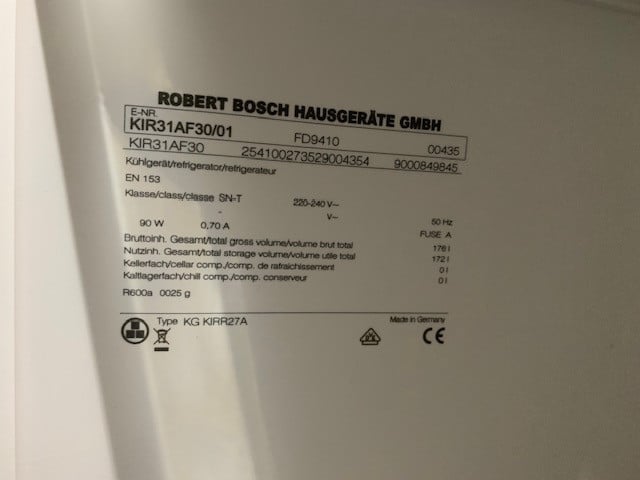 ROBERT BOSCH HAUSGERÄTE GMBH
E-NR.
KIR31AF30/01 FD9410 00435
KIR31AF30 254100273529004354 9000849845
Kühlgerät/refrigerator/refrigerateur
EN 153
Klasse/class/classe SN-T 220-240 V~
- V~ 50 Hz
90 W 0,70 A FUSE A
Bruttoinh. Gesamt/total gross volume/volume brut total 176 l
Nutzinh. Gesamt/total storage volume/volume utile total 172 l
Kellerfach/cellar comp./comp. de rafraichissement 0 l
Kaltlagerfach/chill comp./comp. conserveur 0 l
R600a 0025 g
Type KG KIRR27A Made in Germany
CE